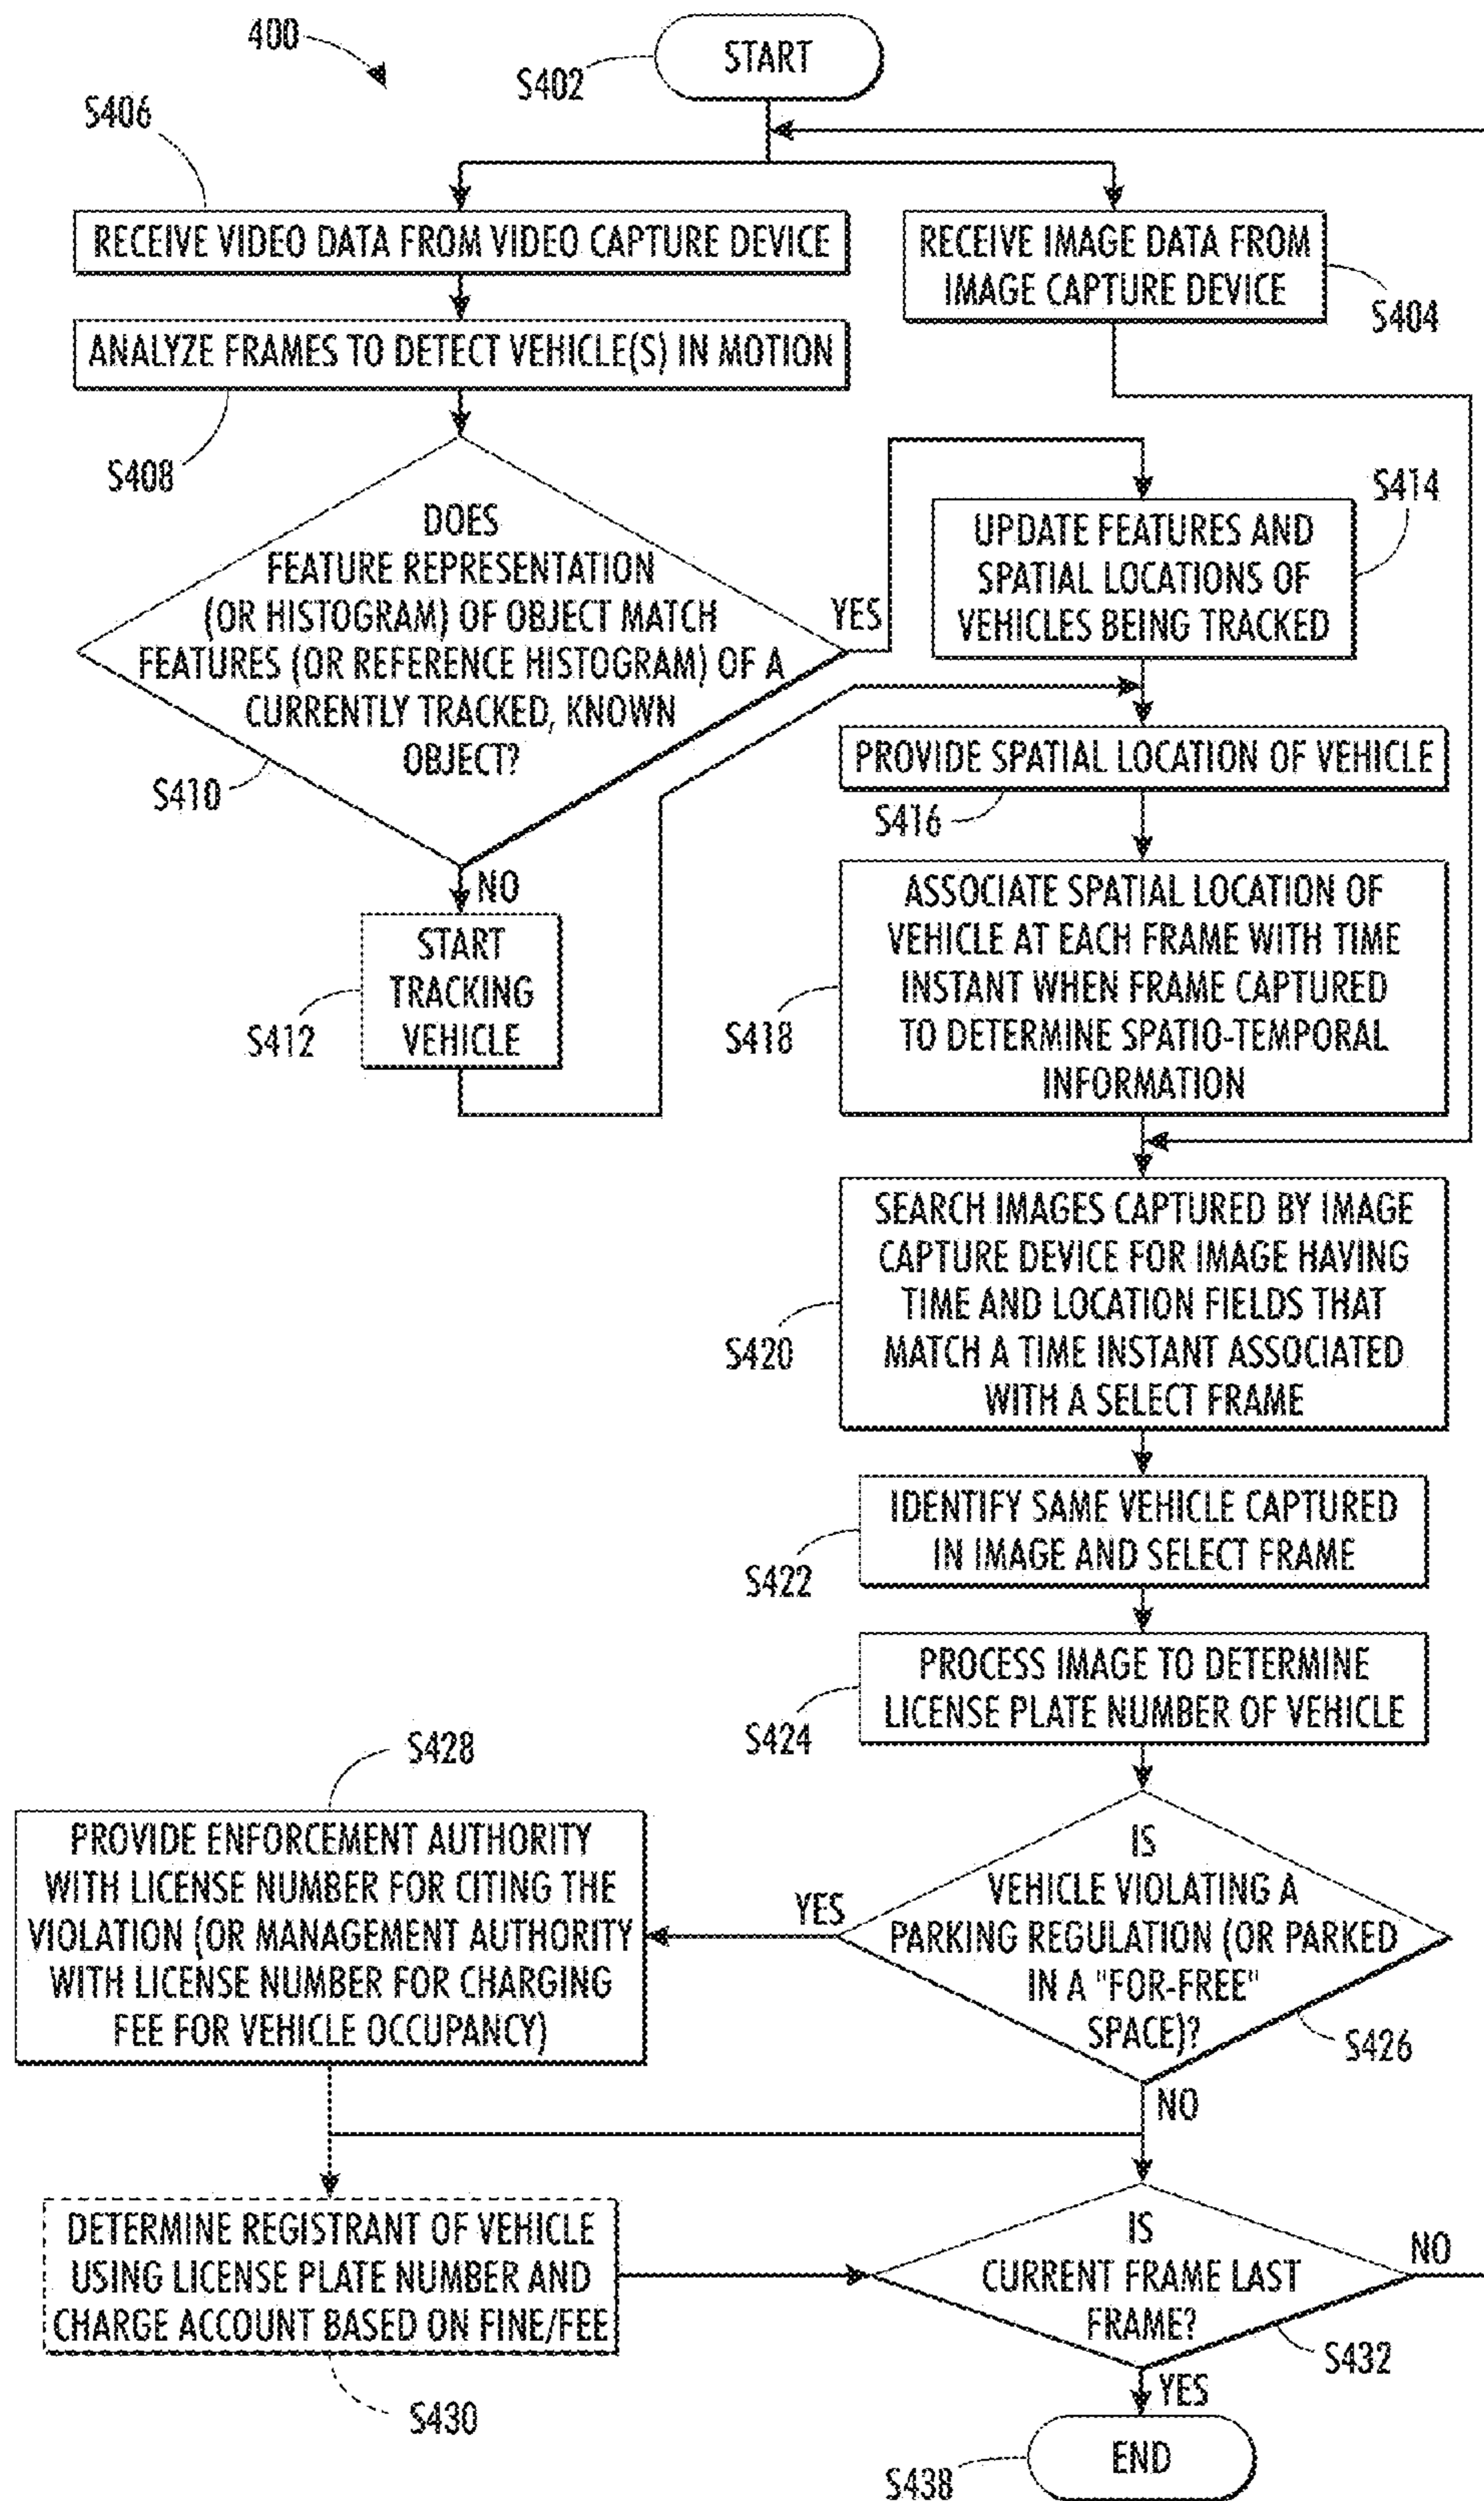 400
START
S402
S406
RECEIVE VIDEO DATA FROM VIDEO CAPTURE DEVICE
RECEIVE IMAGE DATA FROM
IMAGE CAPTURE DEVICE
S404
ANALYZE FRAMES TO DETECT VEHICLE(S) IN MOTION
S408
DOES
FEATURE REPRESENTATION
(OR HISTOGRAM) OF OBJECT MATCH
FEATURES (OR REFERENCE HISTOGRAM) OF A
CURRENTLY TRACKED, KNOWN
OBJECT?
YES
S410
NO
START
TRACKING
VEHICLE
S412
S414
UPDATE FEATURES AND
SPATIAL LOCATIONS OF
VEHICLES BEING TRACKED
PROVIDE SPATIAL LOCATION OF VEHICLE
S416
ASSOCIATE SPATIAL LOCATION OF
VEHICLE AT EACH FRAME WITH TIME
INSTANT WHEN FRAME CAPTURED
TO DETERMINE SPATIO-TEMPORAL
INFORMATION
S418
SEARCH IMAGES CAPTURED BY IMAGE
CAPTURE DEVICE FOR IMAGE HAVING
TIME AND LOCATION FIELDS THAT
MATCH A TIME INSTANT ASSOCIATED
WITH A SELECT FRAME
S420
IDENTIFY SAME VEHICLE CAPTURED
IN IMAGE AND SELECT FRAME
S422
PROCESS IMAGE TO DETERMINE
LICENSE PLATE NUMBER OF VEHICLE
S424
IS
VEHICLE VIOLATING A
PARKING REGULATION (OR PARKED
IN A "FOR-FREE"
SPACE)?
S426
YES
NO
S428
PROVIDE ENFORCEMENT AUTHORITY
WITH LICENSE NUMBER FOR CITING THE
VIOLATION (OR MANAGEMENT AUTHORITY
WITH LICENSE NUMBER FOR CHARGING
FEE FOR VEHICLE OCCUPANCY)
DETERMINE REGISTRANT OF VEHICLE
USING LICENSE PLATE NUMBER AND
CHARGE ACCOUNT BASED ON FINE/FEE
S430
IS
CURRENT FRAME LAST
FRAME?
NO
S432
YES
END
S438